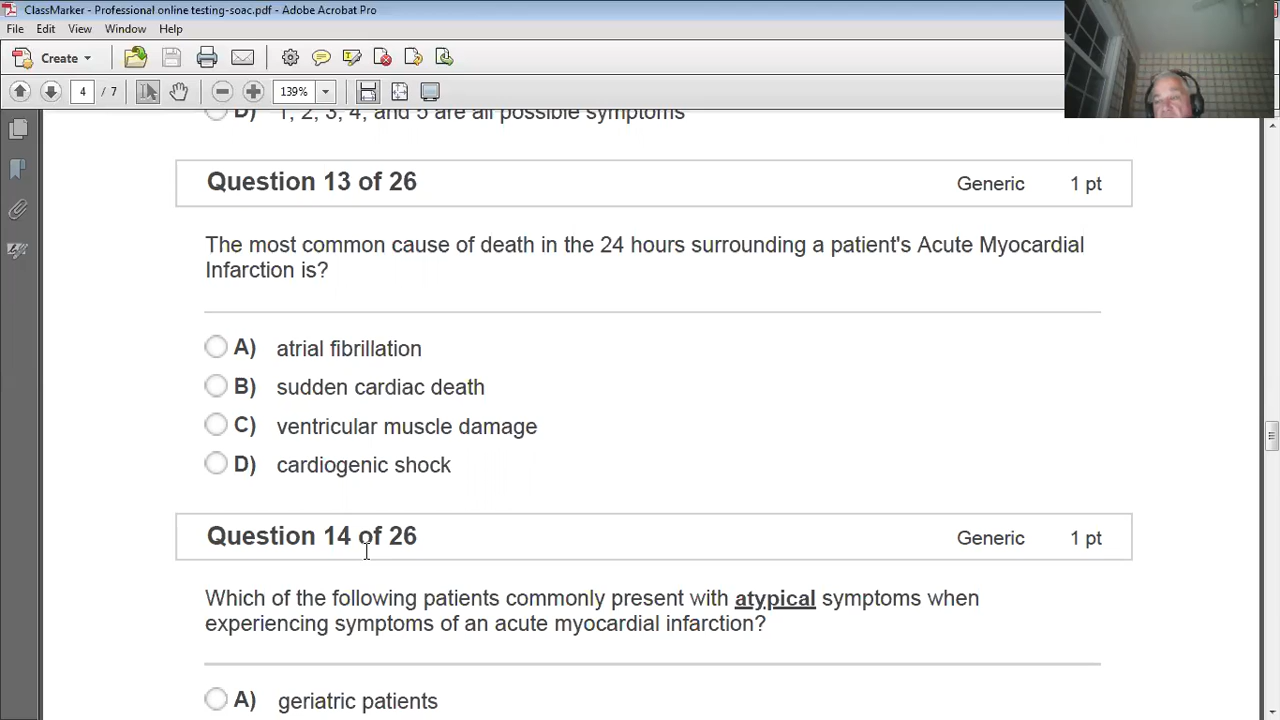 ClassMarker - Professional online testing-soac.pdf - Adobe Acrobat Pro
File Edit View Window Help
Create
4 / 7 139%
D) 1, 2, 3, 4, and 5 are all possible symptoms
Question 13 of 26 Generic 1 pt
The most common cause of death in the 24 hours surrounding a patient's Acute Myocardial
Infarction is?
A) atrial fibrillation
B) sudden cardiac death
C) ventricular muscle damage
D) cardiogenic shock
Question 14 of 26 Generic 1 pt
Which of the following patients commonly present with atypical symptoms when
experiencing symptoms of an acute myocardial infarction?
A) geriatric patients